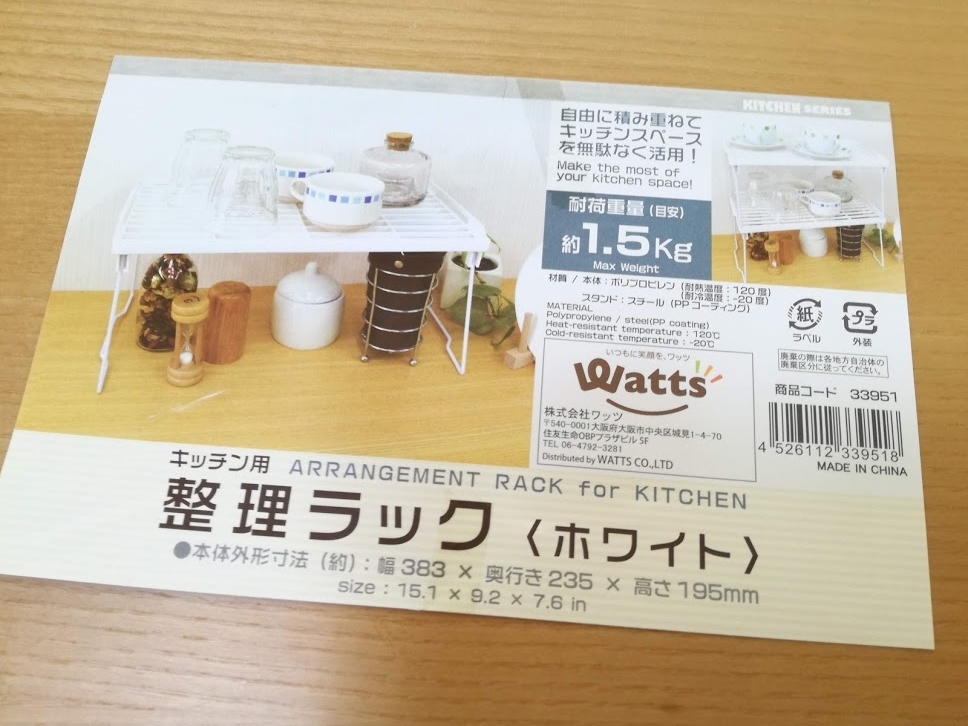 KITCHEN SERIES
自由に積み重ねて
キッチンスペース
を無駄なく活用！
Make the most of
your kitchen space!
耐荷重量（目安）
約1.5Kg
Max Weight
材質 / 本体：ポリプロピレン（耐熱温度：120度）
（耐冷温度：-20度）
スタンド：スチール（PPコーティング）
MATERIAL
Polypropylene / steel(PP coating)
Heat-resistant temperature : 120℃
Cold-resistant temperature : -20℃
紙
ラベル
プラ
外装
廃棄の際は各地方自治体の
廃棄区分に従ってください。
いつもに笑顔を、ワッツ
Watts
株式会社ワッツ
〒540-0001大阪府大阪市中央区城見1-4-70
住友生命OBPプラザビル 5F
TEL 06-4792-3281
Distributed by WATTS CO.,LTD
商品コード 33951
4 526112 339518
MADE IN CHINA
キッチン用 ARRANGEMENT RACK for KITCHEN
整理ラック〈ホワイト〉
●本体外形寸法（約）：幅383 × 奥行き235 × 高さ195mm
size : 15.1 × 9.2 × 7.6 in